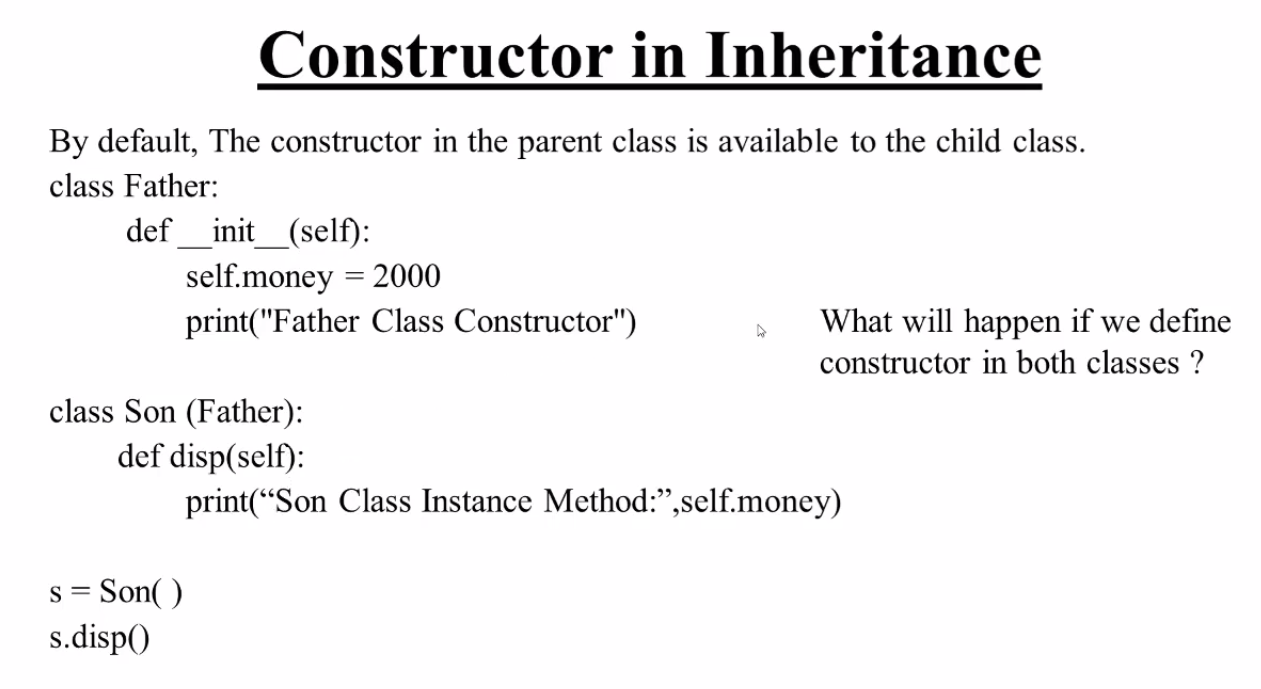 Constructor in Inheritance
By default, The constructor in the parent class is available to the child class.
class Father:
def __init__(self):
self.money = 2000
print("Father Class Constructor")
What will happen if we define
constructor in both classes ?
class Son (Father):
def disp(self):
print(“Son Class Instance Method:”,self.money)
s = Son( )
s.disp()